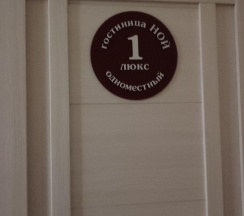 гостиница НОЙ
1
люкс
одноместный